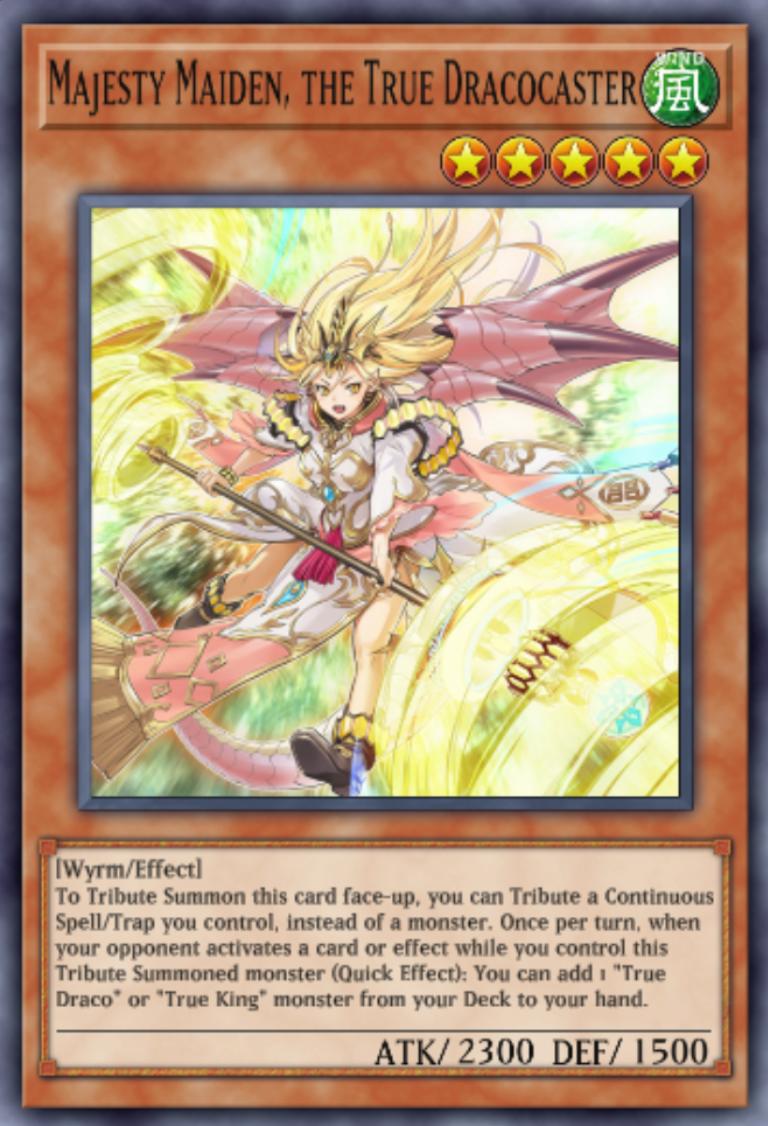 MAJESTY MAIDEN, THE TRUE DRACOCASTER
WIND
風
[Wyrm/Effect]
To Tribute Summon this card face-up, you can Tribute a Continuous
Spell/Trap you control, instead of a monster. Once per turn, when
your opponent activates a card or effect while you control this
Tribute Summoned monster (Quick Effect): You can add 1 "True
Draco" or "True King" monster from your Deck to your hand.
ATK/ 2300 DEF/ 1500